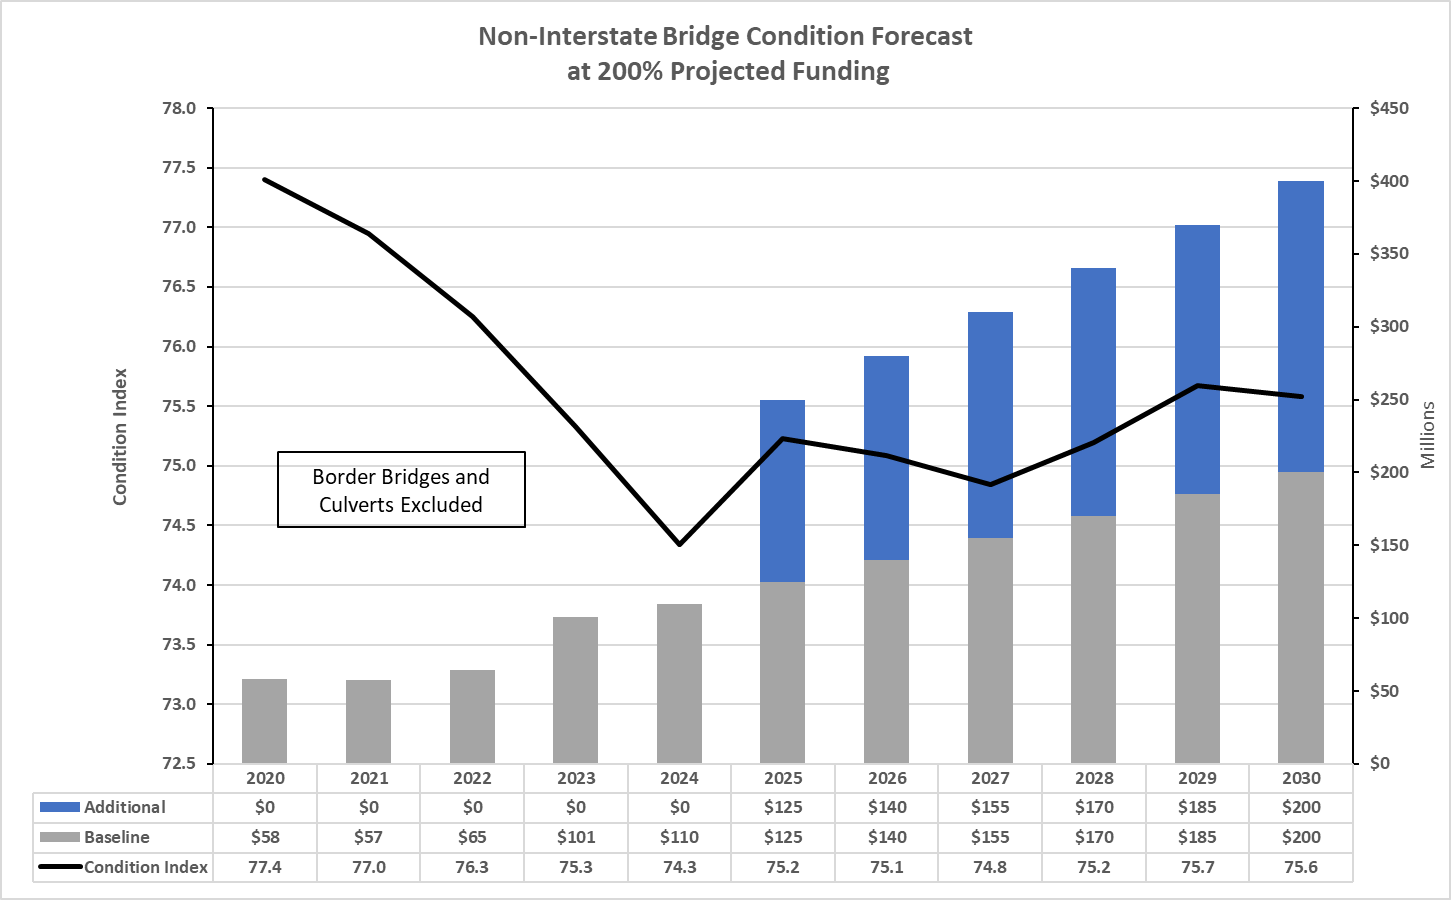 Non-Interstate Bridge Condition Forecast
at 200% Projected Funding
78.0
77.5
77.0
76.5
76.0
75.5
75.0
74.5
74.0
73.5
73.0
72.5
Condition Index
Border Bridges and
Culverts Excluded
$450
$400
$350
$300
$250
$200
$150
$100
$50
$0
Millions
2020 2021 2022 2023 2024 2025 2026 2027 2028 2029 2030
Additional $0 $0 $0 $0 $0 $125 $140 $155 $170 $185 $200
Baseline $58 $57 $65 $101 $110 $125 $140 $155 $170 $185 $200
Condition Index 77.4 77.0 76.3 75.3 74.3 75.2 75.1 74.8 75.2 75.7 75.6